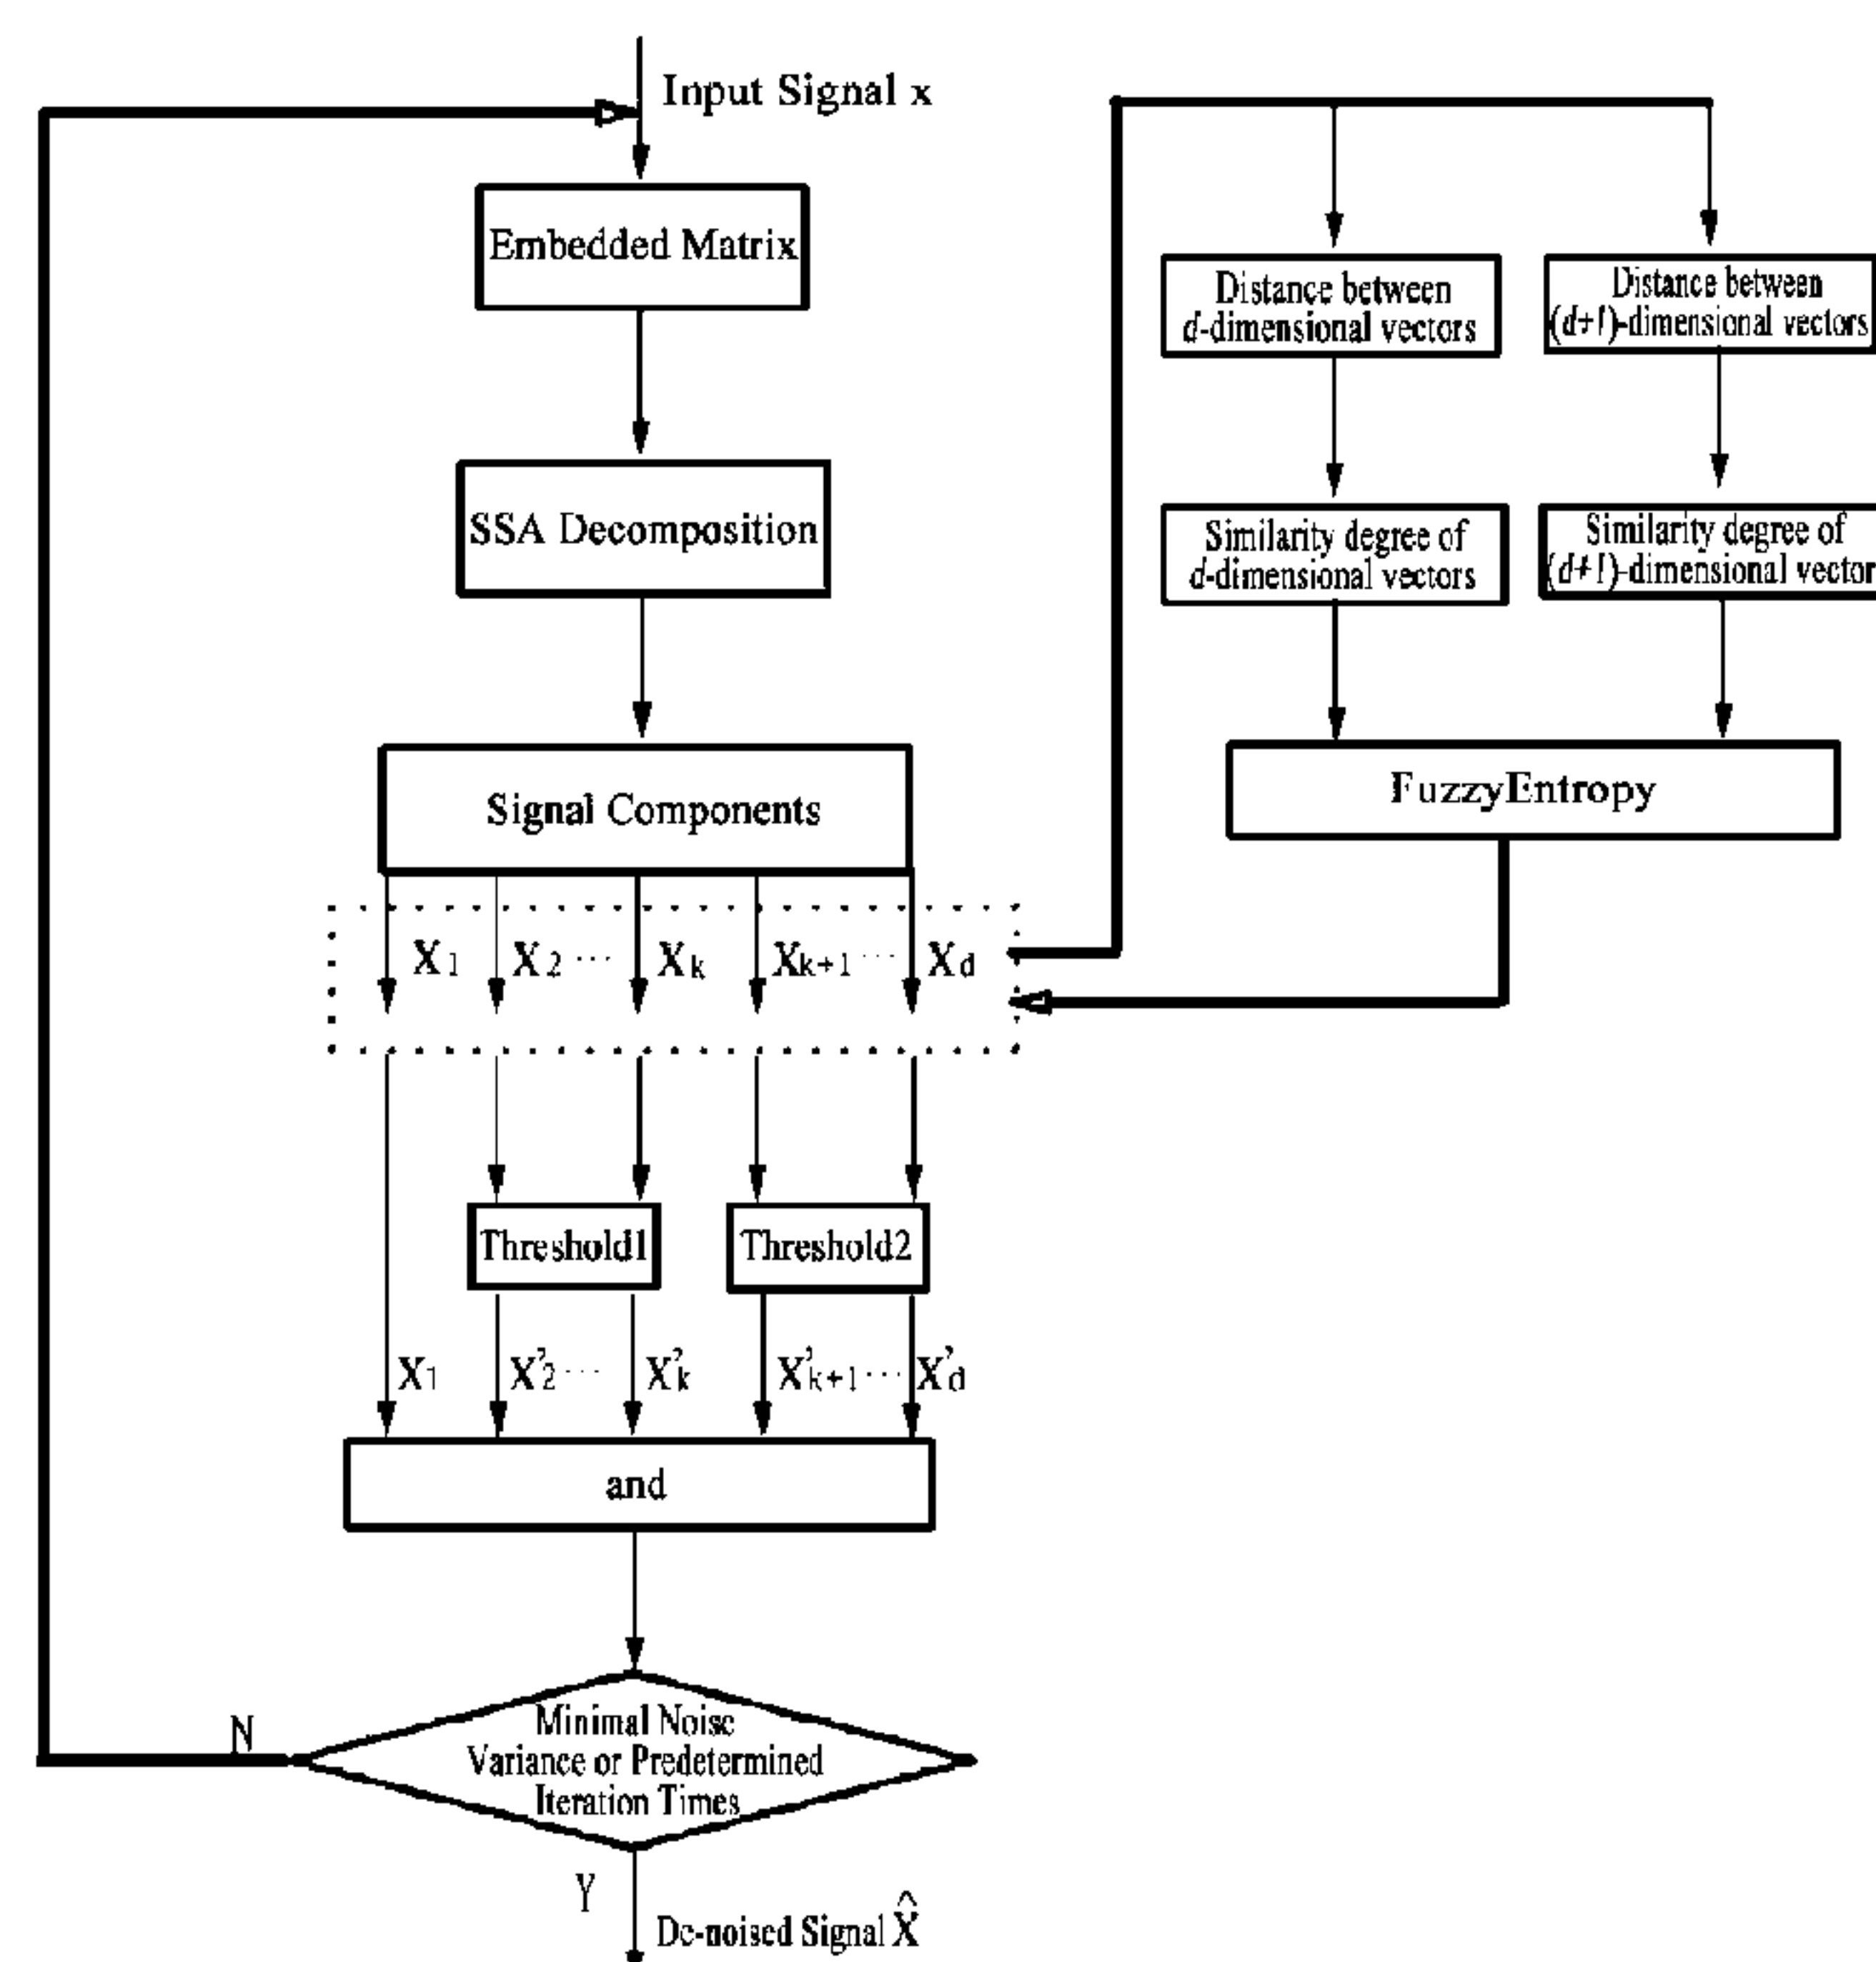 Input Signal x
Embedded Matrix
SSA Decomposition
Signal Components
X1 X2 ... Xk Xk+1 ... Xd
Threshold1 Threshold2
X1 X'2 ... X'k X'k+1 ... X'd
and
Minimal Noise
Variance or Predetermined
Iteration Times
N
Y
De-noised Signal X̂
Distance between
d-dimensional vectors
Distance between
(d+1)-dimensional vectors
Similarity degree of
d-dimensional vectors
Similarity degree of
(d+1)-dimensional vector
FuzzyEntropy